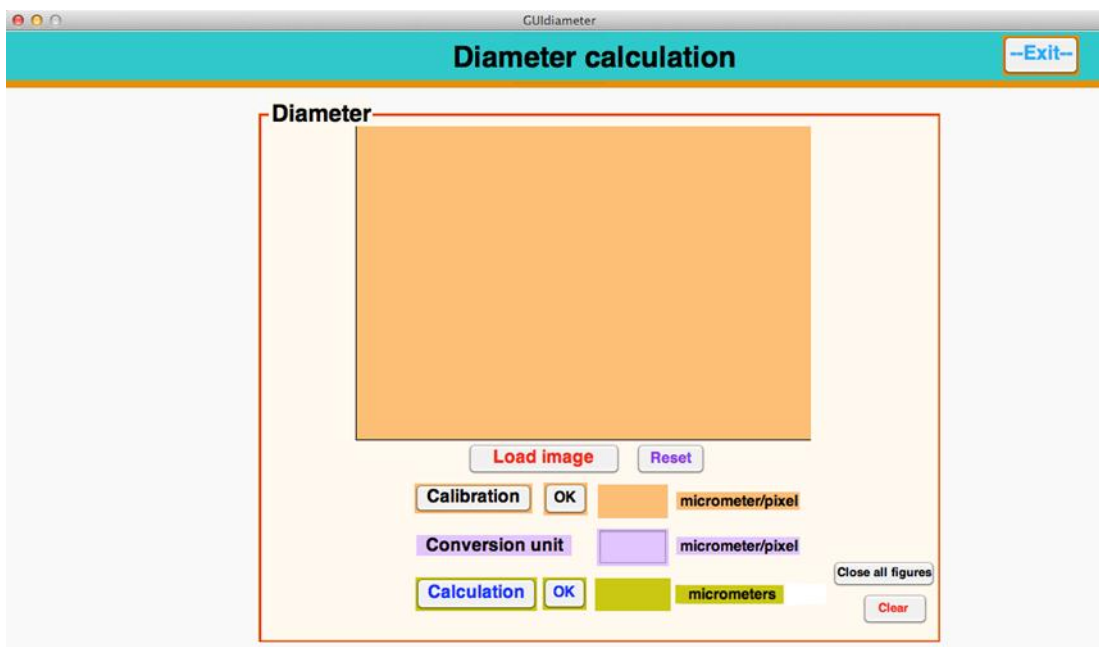 GUIdiameter
Diameter calculation
--Exit--
Diameter
Load image
Reset
Calibration OK micrometer/pixel
Conversion unit micrometer/pixel
Close all figures
Calculation OK micrometers
Clear